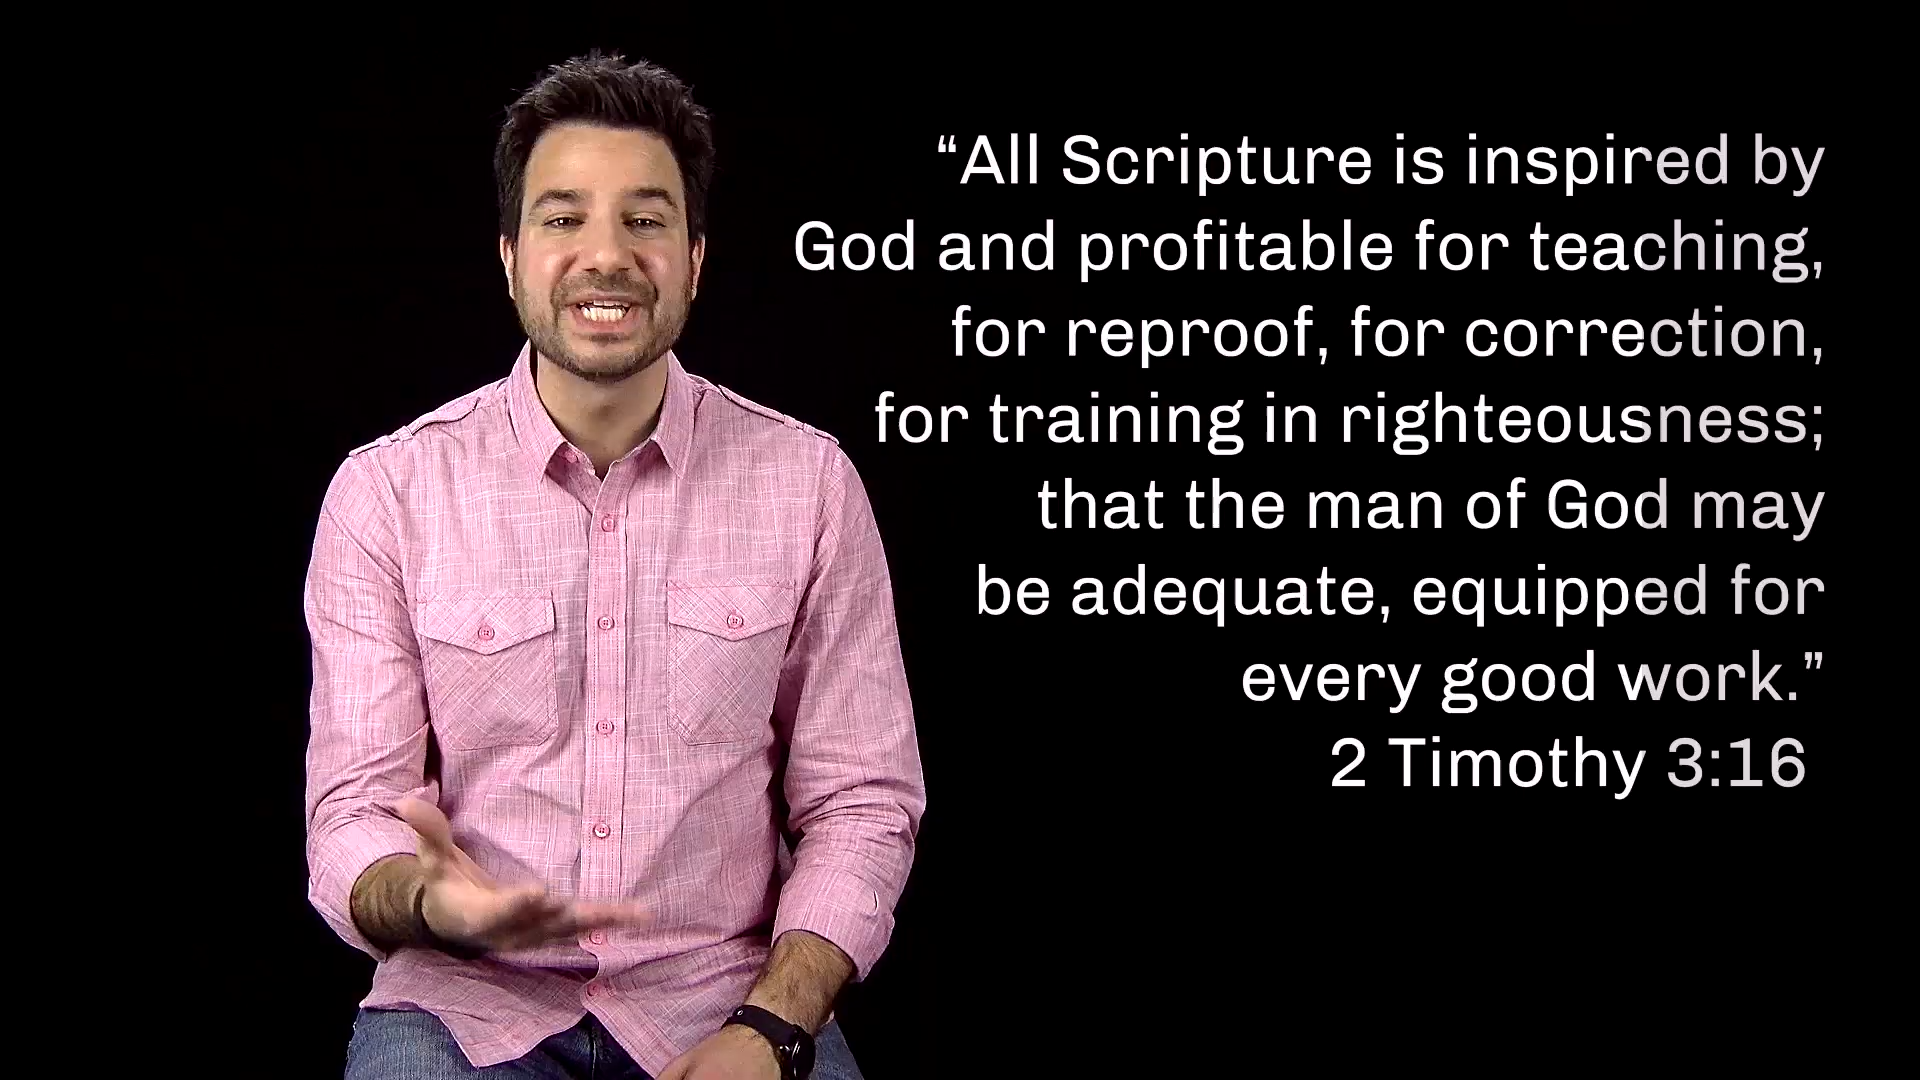 “All Scripture is inspired by
God and profitable for teaching,
for reproof, for correction,
for training in righteousness;
that the man of God may
be adequate, equipped for
every good work.”
2 Timothy 3:16